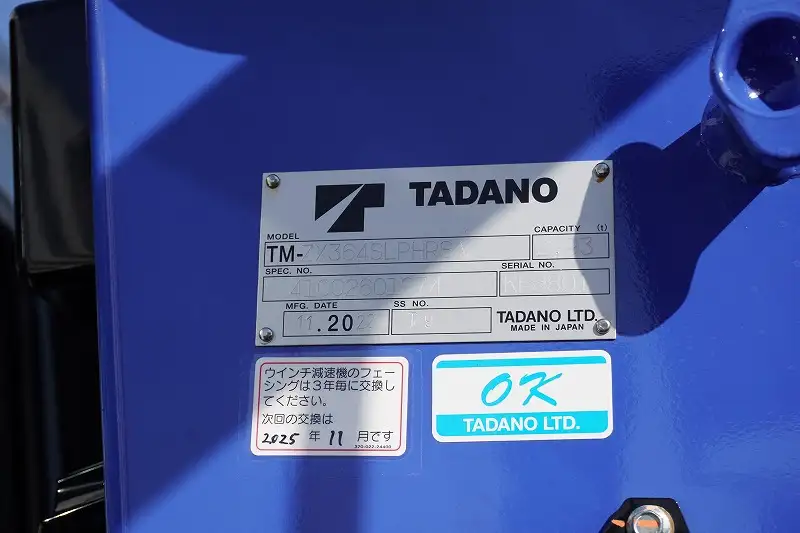 TADANO
MODEL
CAPACITY (t)
TM-ZX3645LPHRS
SPEC. NO.
SERIAL NO.
MFG. DATE
SS NO.
11.2022
TADANO LTD.
MADE IN JAPAN
ウインチ減速機のフェー
シングは3年毎に交換し
てください。
次回の交換は
2025 年 11 月です
OK
TADANO LTD.